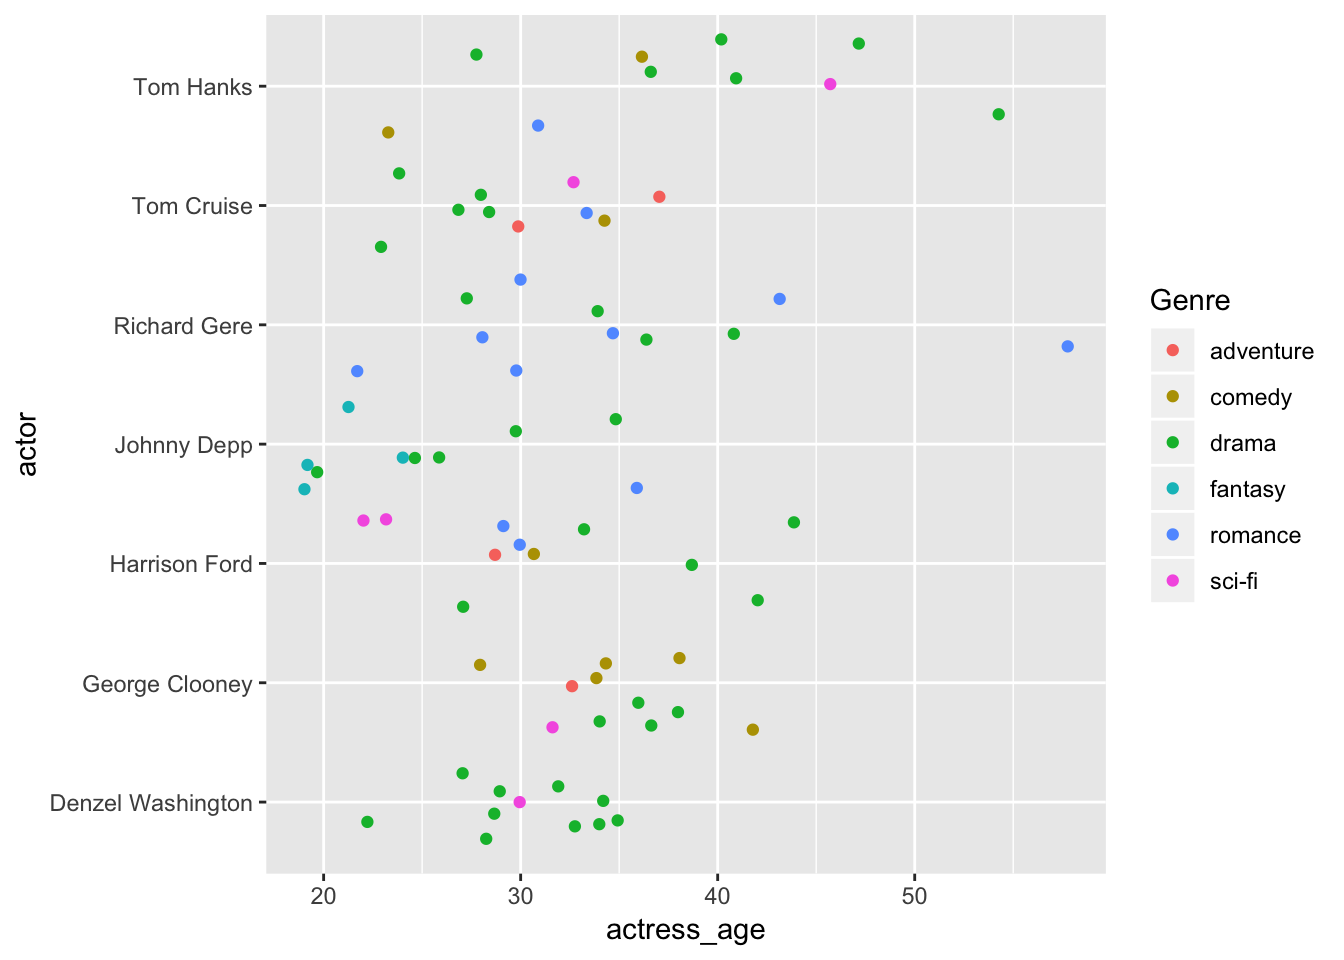 Tom Hanks
Tom Cruise
Richard Gere
Johnny Depp
Harrison Ford
George Clooney
Denzel Washington
actor
20 30 40 50
actress_age
Genre
adventure
comedy
drama
fantasy
romance
sci-fi